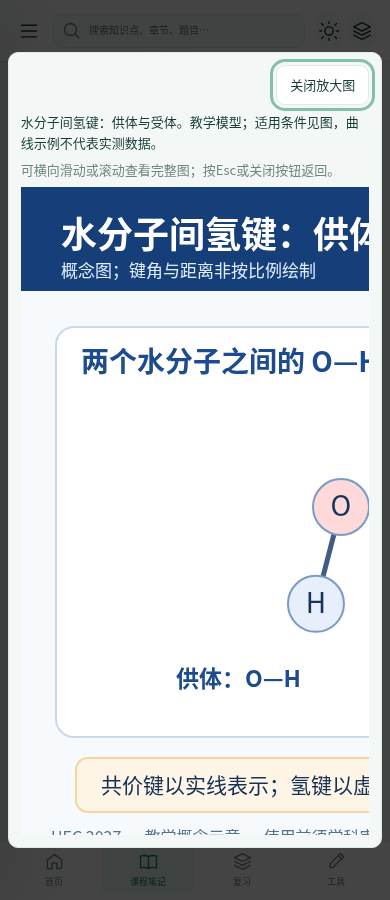 搜索知识点、章节、题目…
关闭放大图
水分子间氢键：供体与受体。教学模型；适用条件见图，曲
线示例不代表实测数据。
可横向滑动或滚动查看完整图；按Esc或关闭按钮返回。
水分子间氢键：供体
概念图；键角与距离非按比例绘制
两个水分子之间的 O—H
O
H
供体：O—H
共价键以实线表示；氢键以虚
首页
课程笔记
复习
工具